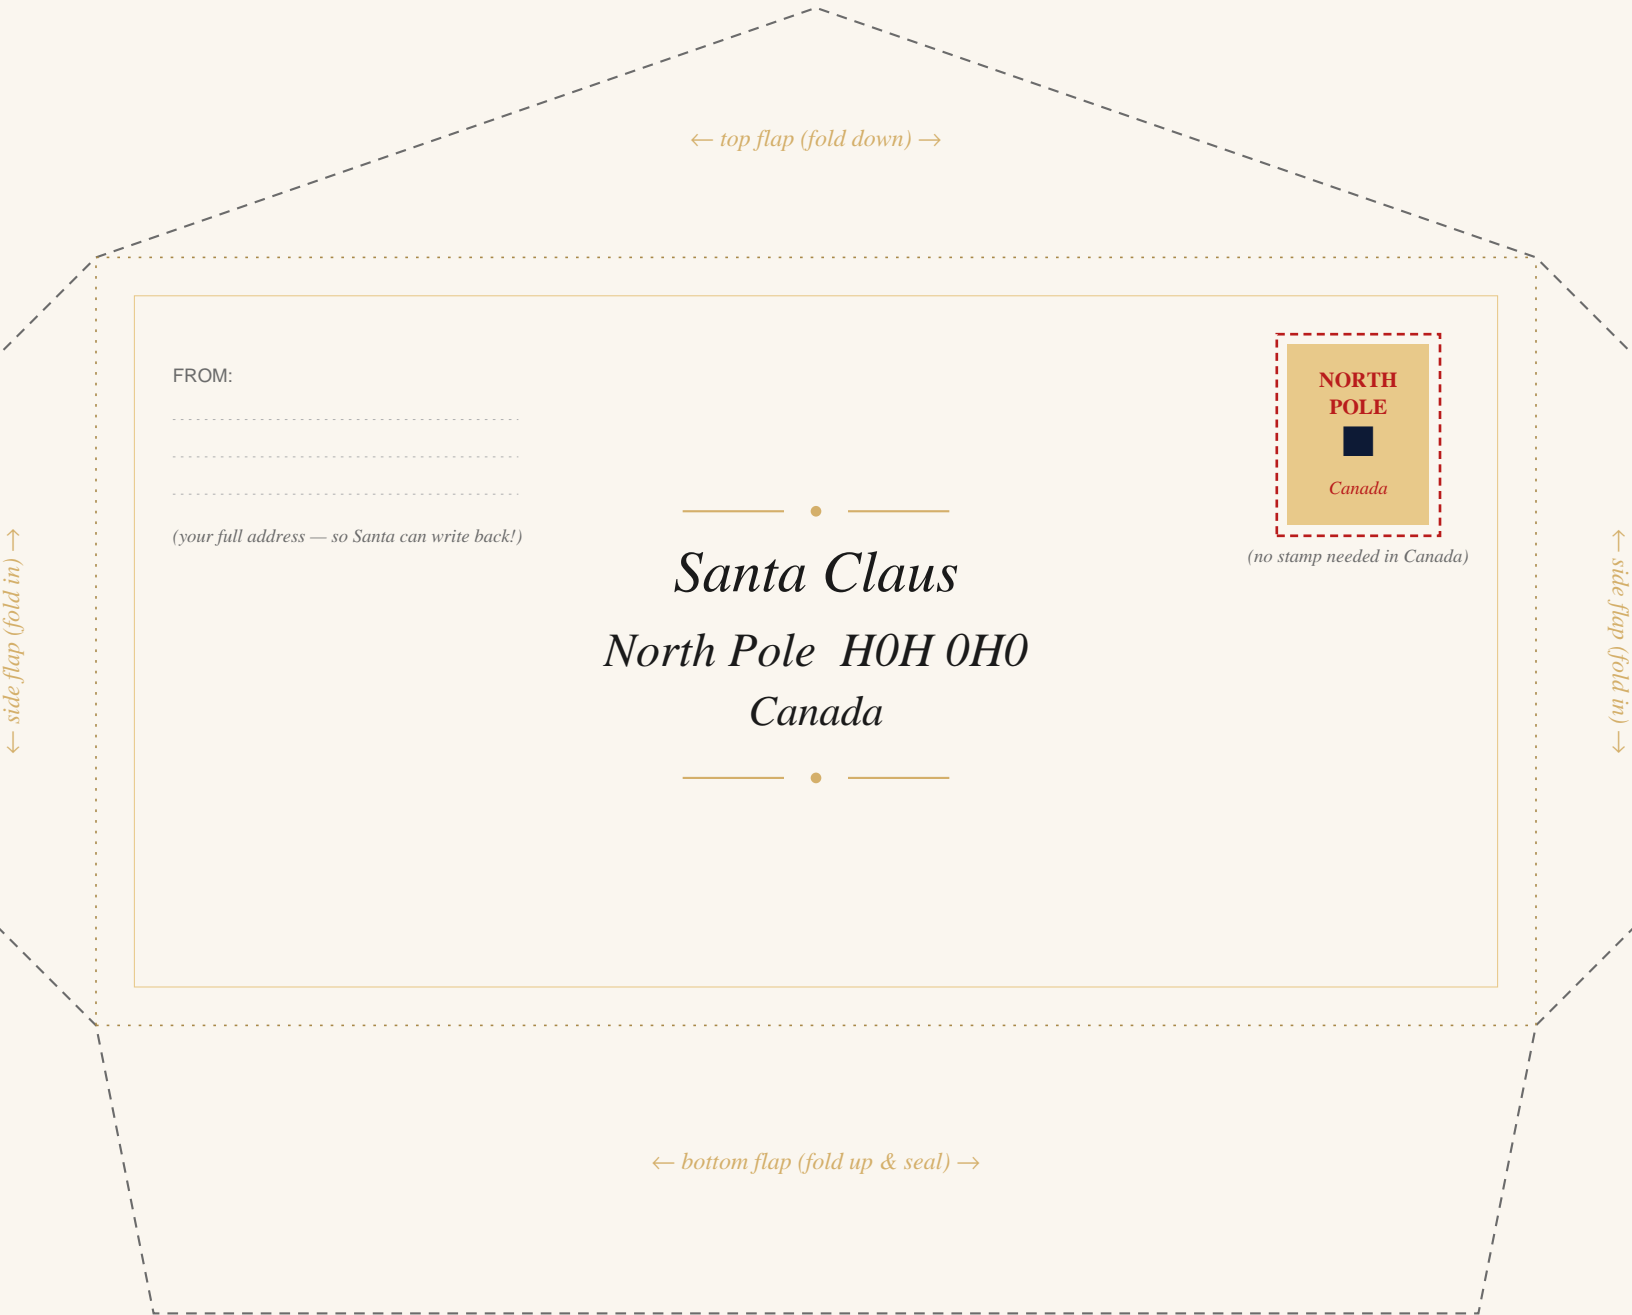 ← top flap (fold down) →
FROM:
(your full address — so Santa can write back!)
NORTH
POLE
Canada
(no stamp needed in Canada)
Santa Claus
North Pole  H0H 0H0
Canada
← side flap (fold in) →
← side flap (fold in) →
← bottom flap (fold up & seal) →